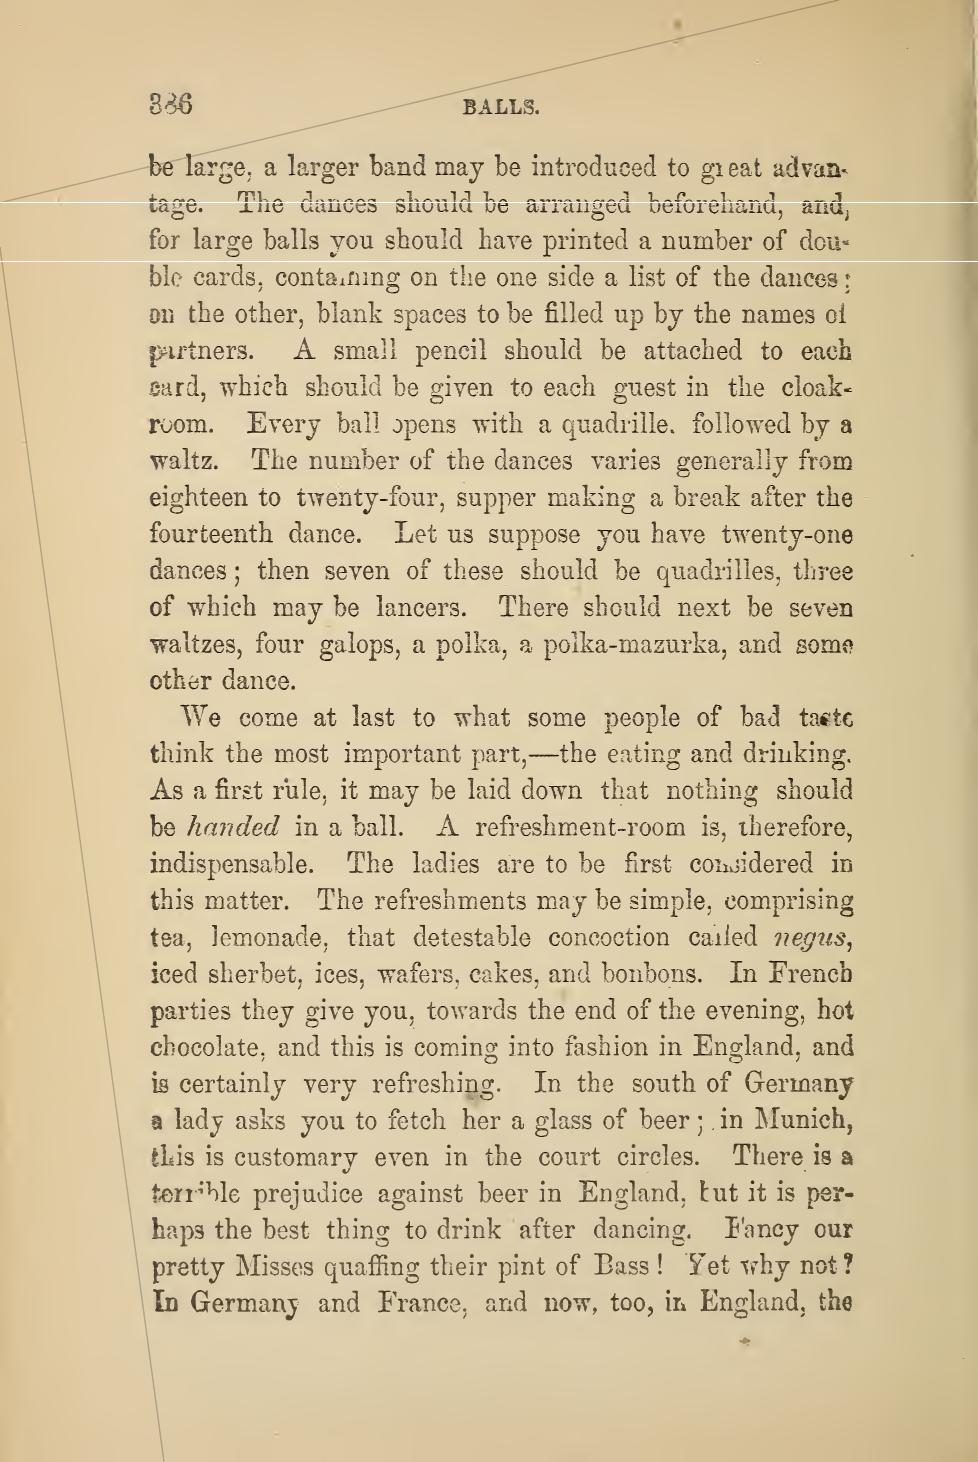 386
BALLS.
be large, a larger band may be introduced to great advan-
tage. The dances should be arranged beforehand, and,
for large balls you should have printed a number of dou-
ble cards, containing on the one side a list of the dances;
on the other, blank spaces to be filled up by the names of
partners. A small pencil should be attached to each
card, which should be given to each guest in the cloak-
room. Every ball opens with a quadrille, followed by a
waltz. The number of the dances varies generally from
eighteen to twenty-four, supper making a break after the
fourteenth dance. Let us suppose you have twenty-one
dances; then seven of these should be quadrilles, three
of which may be lancers. There should next be seven
waltzes, four galops, a polka, a polka-mazurka, and some
other dance.
We come at last to what some people of bad taste
think the most important part,—the eating and drinking.
As a first rule, it may be laid down that nothing should
be handed in a ball. A refreshment-room is, therefore,
indispensable. The ladies are to be first considered in
this matter. The refreshments may be simple, comprising
tea, lemonade, that detestable concoction called negus,
iced sherbet, ices, wafers, cakes, and bonbons. In French
parties they give you, towards the end of the evening, hot
chocolate, and this is coming into fashion in England, and
is certainly very refreshing. In the south of Germany
a lady asks you to fetch her a glass of beer; in Munich,
this is customary even in the court circles. There is a
terrible prejudice against beer in England, but it is per-
haps the best thing to drink after dancing. Fancy our
pretty Misses quaffing their pint of Bass! Yet why not?
In Germany and France, and now, too, in England, the